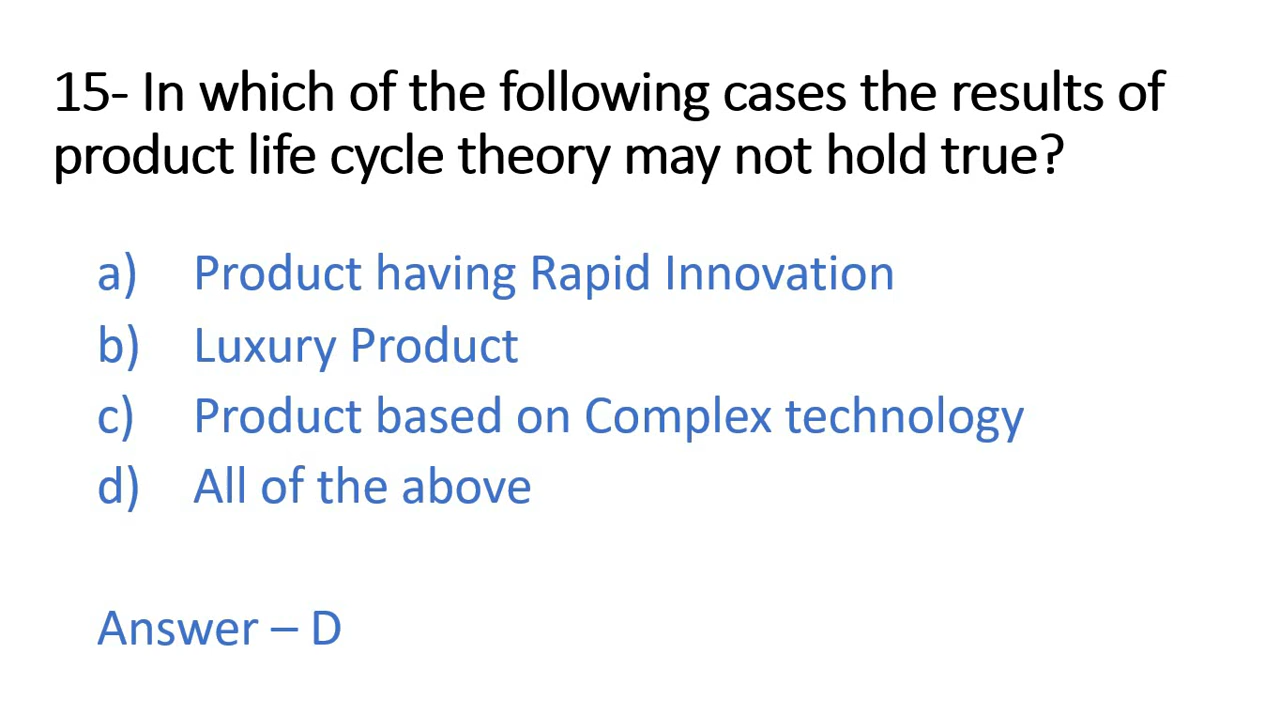 15- In which of the following cases the results of
product life cycle theory may not hold true?
a) Product having Rapid Innovation
b) Luxury Product
c) Product based on Complex technology
d) All of the above
Answer – D